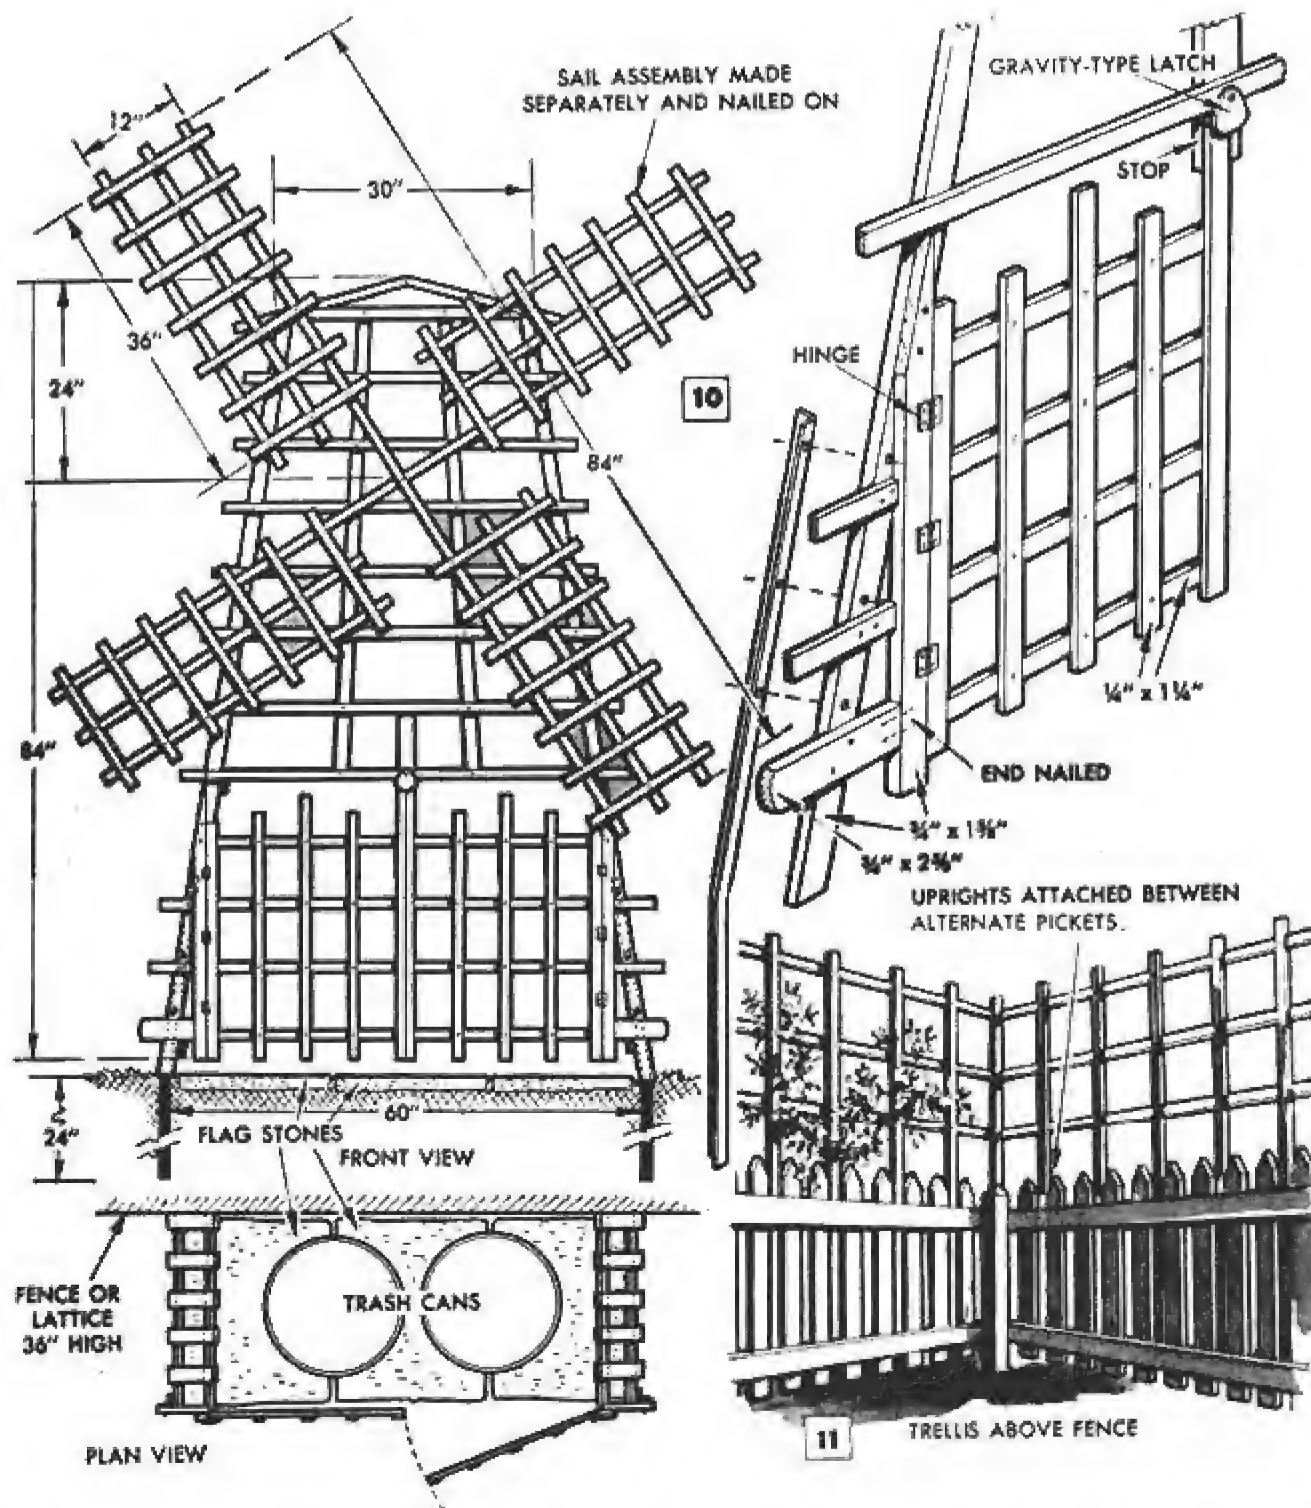 SAIL ASSEMBLY MADE
SEPARATELY AND NAILED ON
12"
30"
36"
24"
84"
84"
24"
60"
FLAG STONES
FRONT VIEW
FENCE OR
LATTICE
36" HIGH
TRASH CANS
PLAN VIEW
10
GRAVITY-TYPE LATCH
STOP
HINGE
¼" x 1¼"
END NAILED
¾" x 1⅝"
¾" x 2⅝"
UPRIGHTS ATTACHED BETWEEN
ALTERNATE PICKETS.
11
TRELLIS ABOVE FENCE